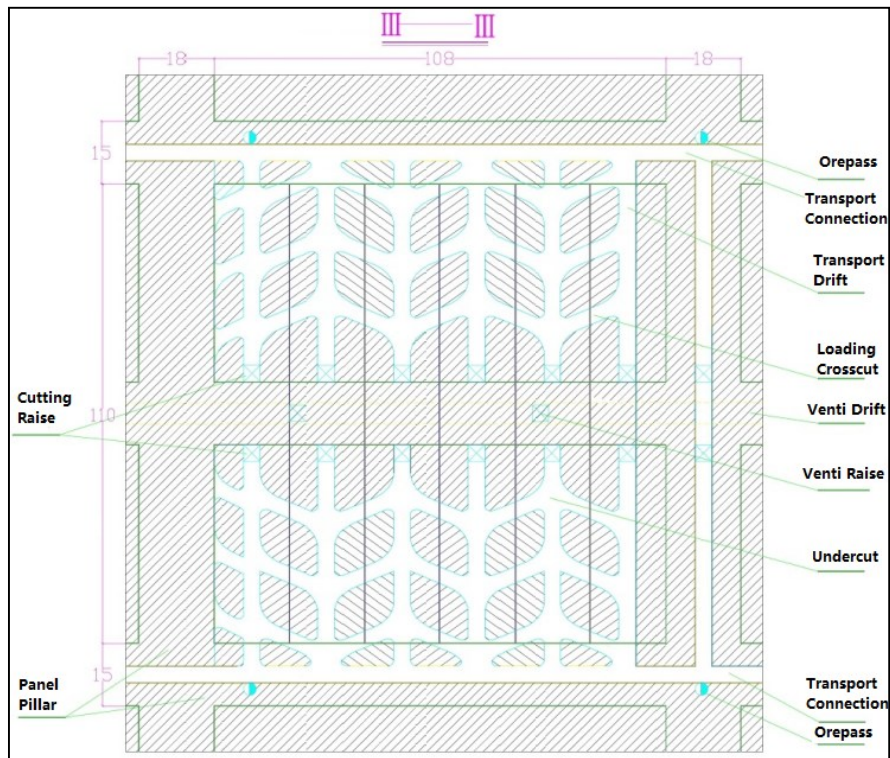 III III
18 108 18
15
Orepass
Transport
Connection
Transport
Drift
Loading
Crosscut
Cutting
Raise
110
Venti Drift
Venti Raise
Undercut
15
Panel
Pillar
Transport
Connection
Orepass